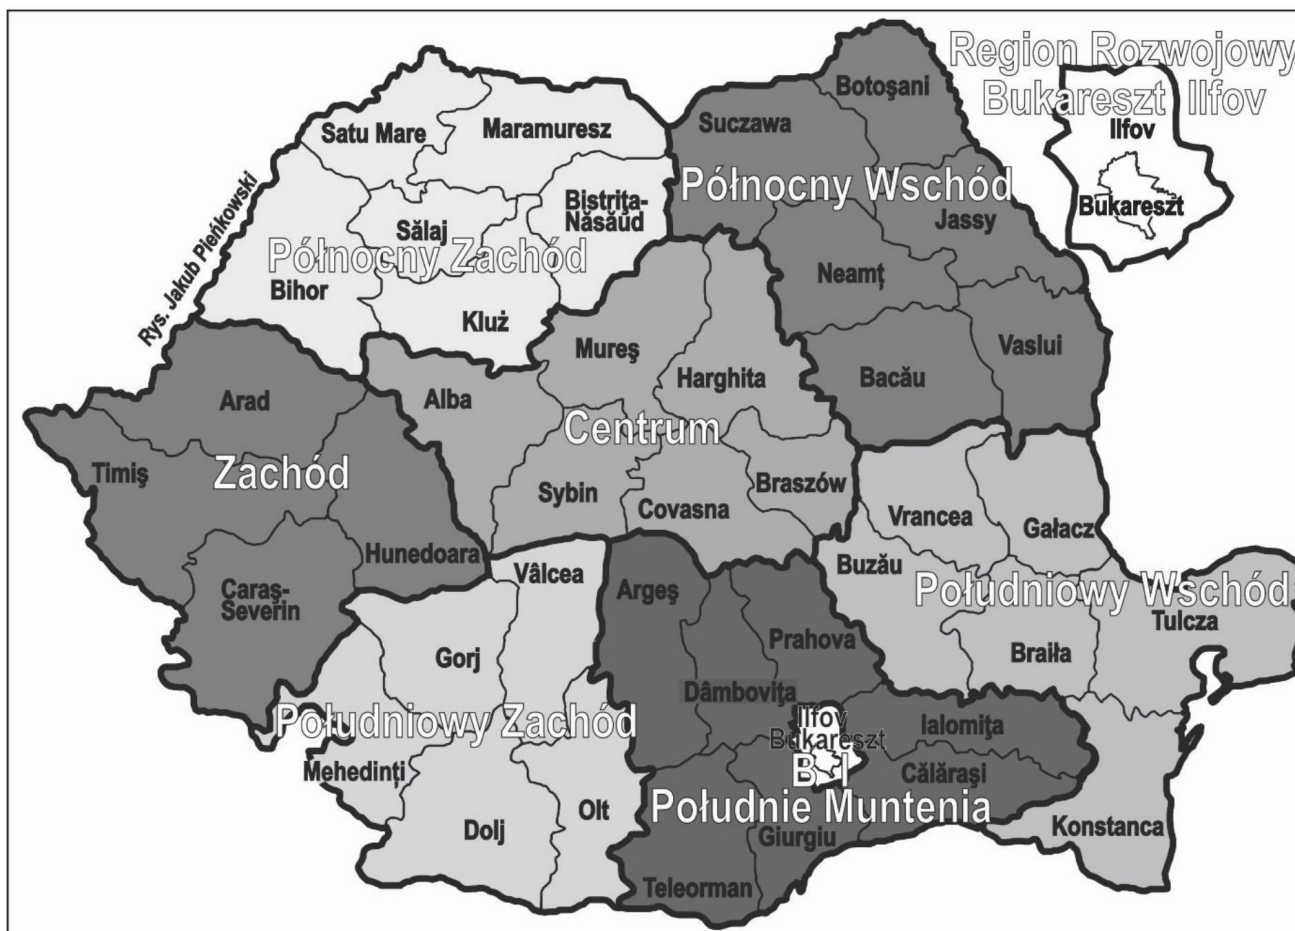 Region Rozwojowy
Bukareszt Ilfov
Ilfov
Bukareszt
Botoşani
Suczawa
Satu Mare
Maramuresz
Północny Wschód
Bistriţa-
Năsăud
Jassy
Sălaj
Północny Zachód
Neamţ
Bihor
Kluż
Rys. Jakub Pieńkowski
Mureş
Vaslui
Harghita
Bacău
Arad
Alba
Centrum
Zachód
Timiş
Sybin
Covasna
Braszów
Vrancea
Gałacz
Hunedoara
Vâlcea
Buzău
Caraş-
Severin
Argeş
Południowy Wschód
Tulcza
Prahova
Gorj
Braiła
Dâmboviţa
Południowy Zachód
Ilfov
Bukareszt
Ialomiţa
B I
Mehedinţi
Călăraşi
Olt
Południe Muntenia
Dolj
Giurgiu
Konstanca
Teleorman